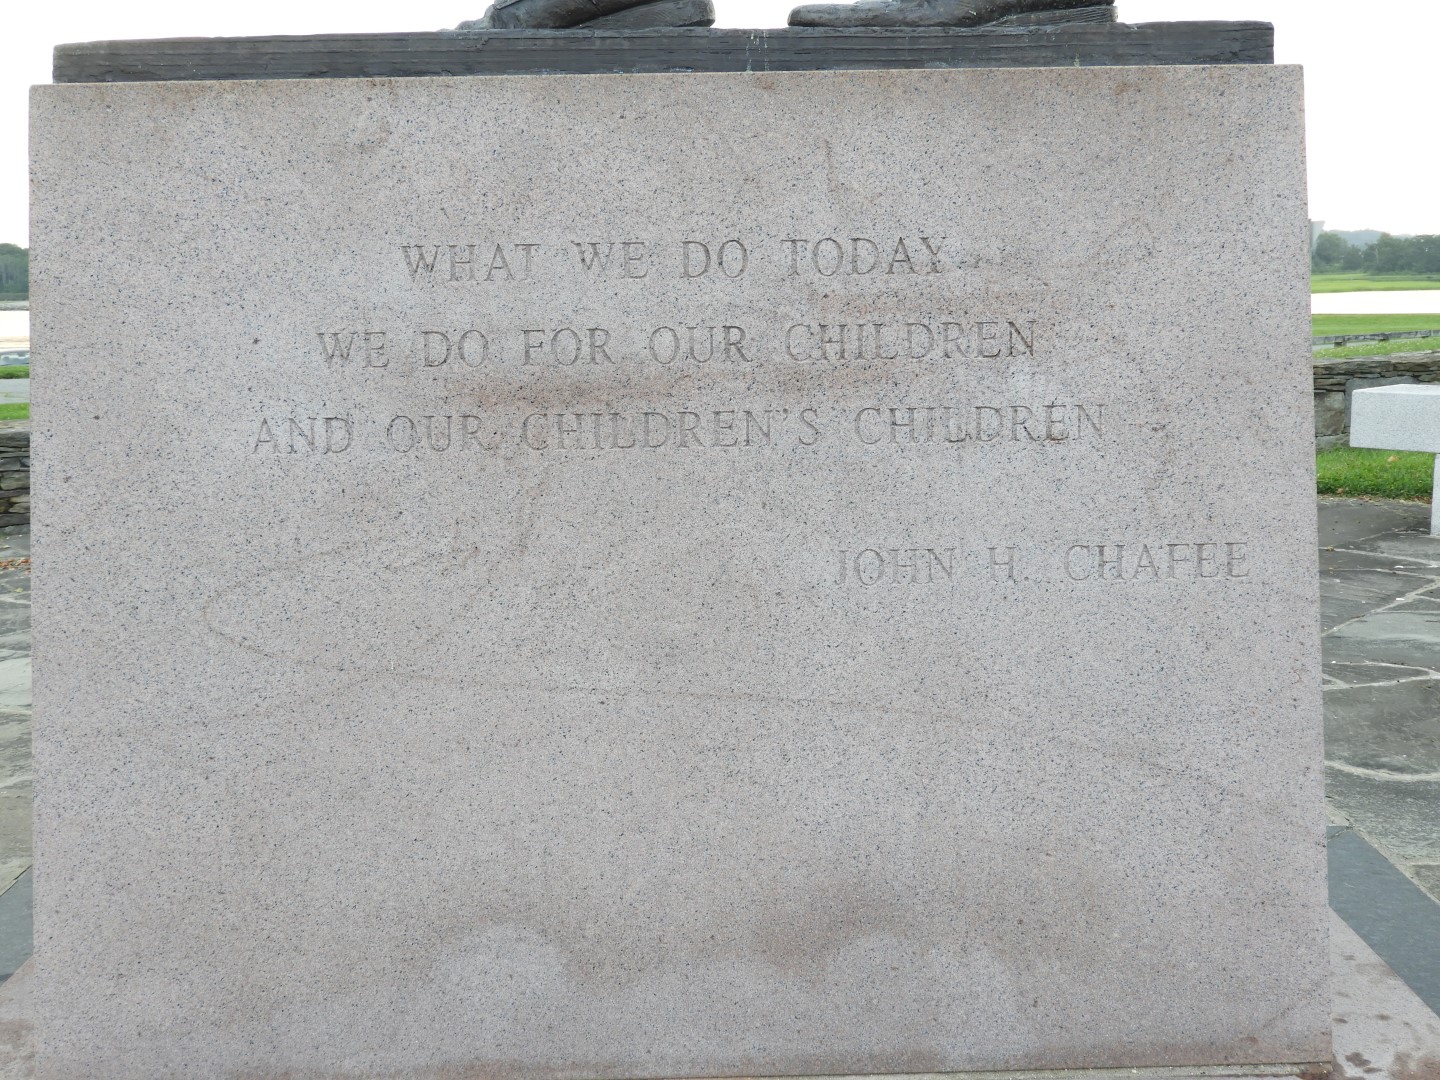 WHAT WE DO TODAY
WE DO FOR OUR CHILDREN
AND OUR CHILDREN'S CHILDREN
JOHN H. CHAFEE